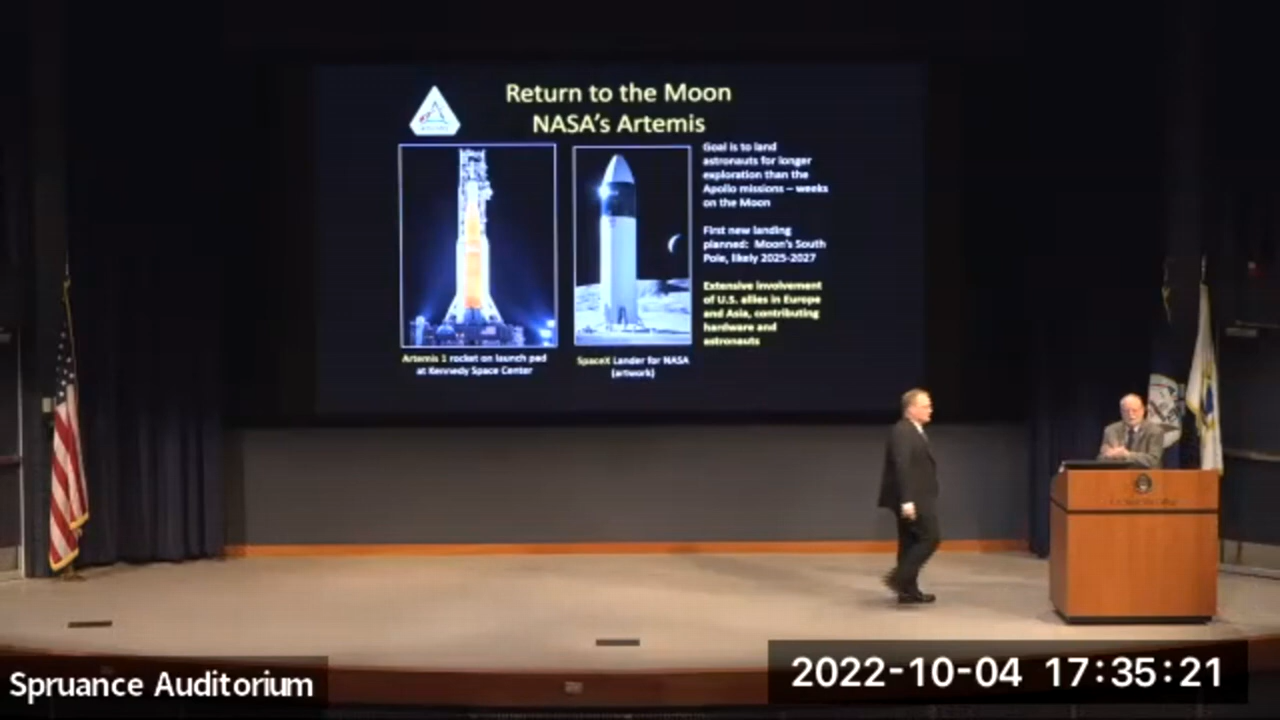 Return to the Moon
NASA's Artemis
Goal is to land
astronauts for longer
exploration than the
Apollo missions – weeks
on the Moon
First new landing
planned: Moon's South
Pole, likely 2025-2027
Extensive involvement
of U.S. allies in Europe
and Asia, contributing
hardware and
astronauts
Artemis 1 rocket on launch pad
at Kennedy Space Center
SpaceX Lander for NASA
(artwork)
Spruance Auditorium
2022-10-04 17:35:21